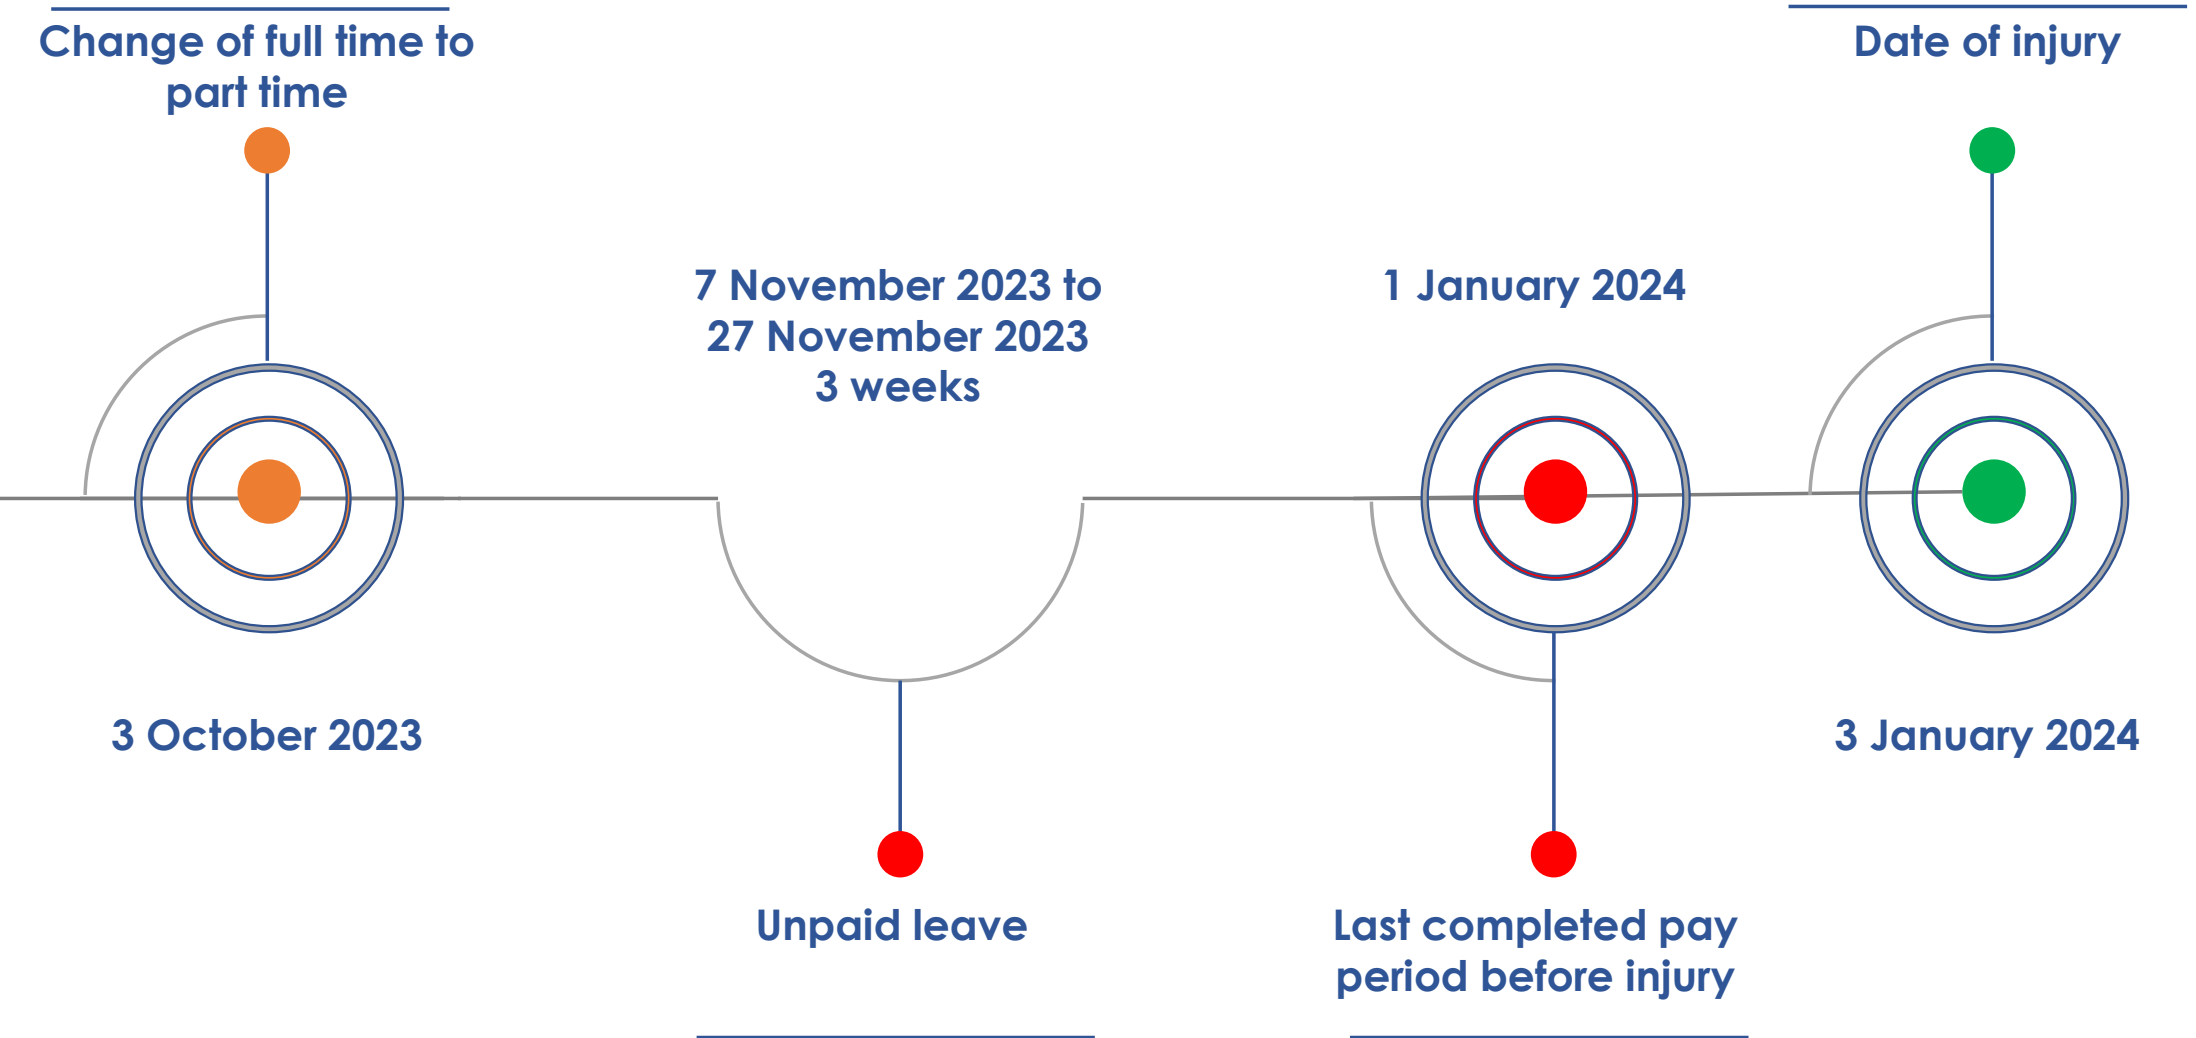 Change of full time to
part time
Date of injury
7 November 2023 to
27 November 2023
3 weeks
1 January 2024
3 October 2023
3 January 2024
Unpaid leave
Last completed pay
period before injury